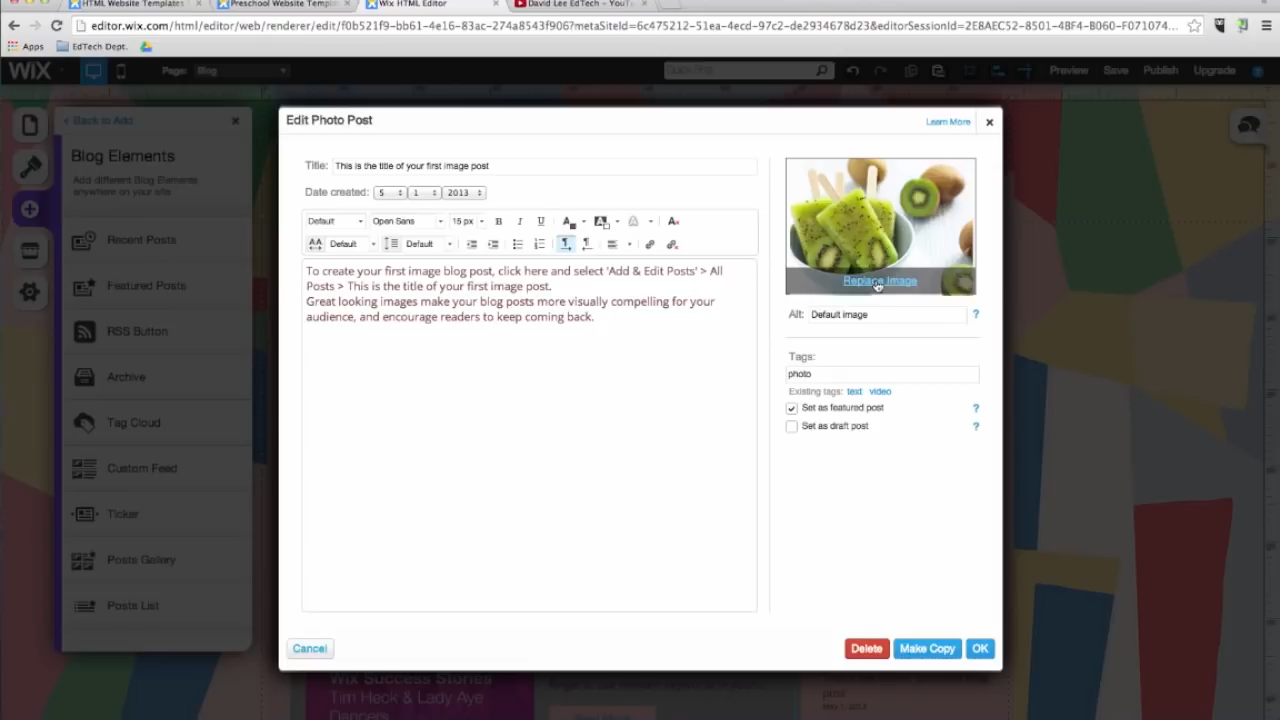 HTML Website Templates
Preschool Website Templ
Wix HTML Editor
David Lee EdTech - YouT
editor.wix.com/html/editor/web/renderer/edit/f0b521f9-bb61-4e16-83ac-274a8543f906?metaSiteId=6c475212-51ea-4ecd-97c2-de2934678d23&editorSessionId=2E8AEC52-8501-4BF4-B060-F071074...
Apps
EdTech Dept.
WiX
Page:
Blog
Preview
Save
Publish
Upgrade
< Back to Add
Blog Elements
Add different Blog Elements
anywhere on your site
Recent Posts
Featured Posts
RSS Button
Archive
Tag Cloud
Custom Feed
Ticker
Posts Gallery
Posts List
Edit Photo Post
Learn More
Title:
This is the title of your first image post
Date created:
5
1
2013
Default
Open Sans
15 px
B
I
U
Default
Default
To create your first image blog post, click here and select 'Add & Edit Posts' > All
Posts > This is the title of your first image post.
Great looking images make your blog posts more visually compelling for your
audience, and encourage readers to keep coming back.
Replace Image
Alt:
Default image
?
Tags:
photo
Existing tags: text video
Set as featured post
?
Set as draft post
?
Cancel
Delete
Make Copy
OK
Wix Success Stories
Tim Heck & Lady Aye
Dancers
post
May 1, 2013